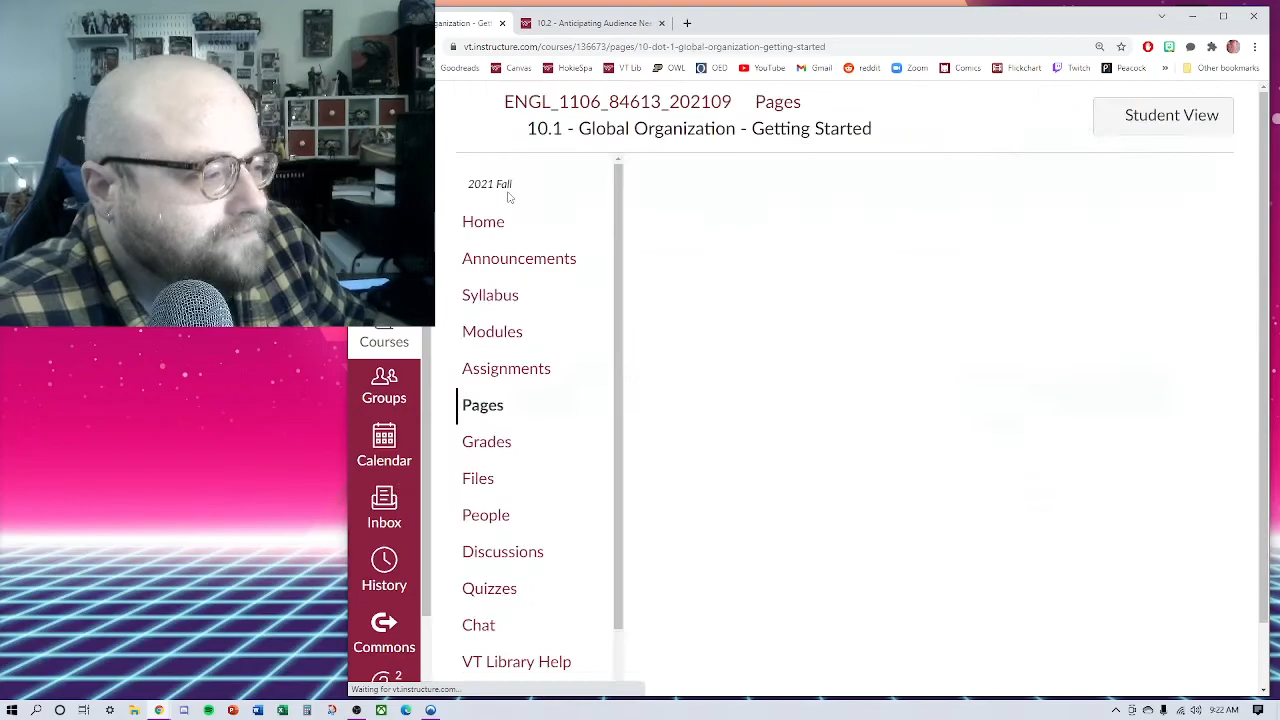 ganization - Gett
10.2 - Anticipating Audience Nee
vt.instructure.com/courses/136673/pages/10-dot-1-global-organization-getting-started
Goodreads Canvas HokieSpa VT Lib OWL OED YouTube Gmail reddit Zoom Comics Flickchart Twitch Peacock » Other bookmarks
ENGL_1106_84613_202109 Pages
10.1 - Global Organization - Getting Started
Student View
2021 Fall
Home
Announcements
Syllabus
Modules
Assignments
Pages
Grades
Files
People
Discussions
Quizzes
Chat
VT Library Help
Courses
Groups
Calendar
Inbox
History
Commons
2
Waiting for vt.instructure.com...
9:22 AM